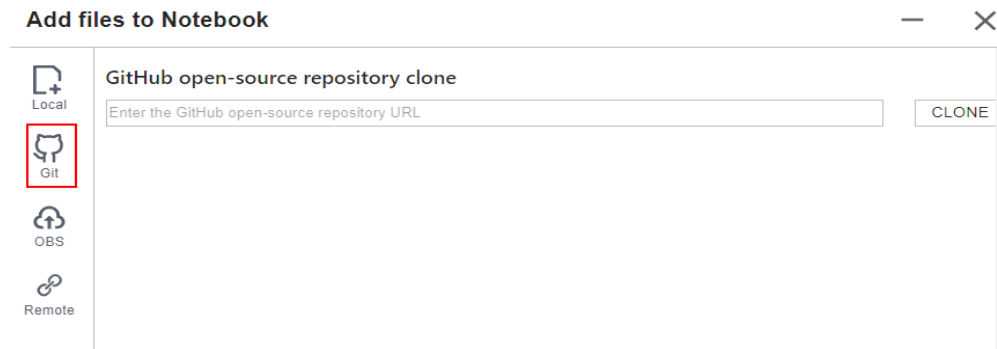 Add files to Notebook
Local
GitHub open-source repository clone
Enter the GitHub open-source repository URL
CLONE
Git
OBS
Remote